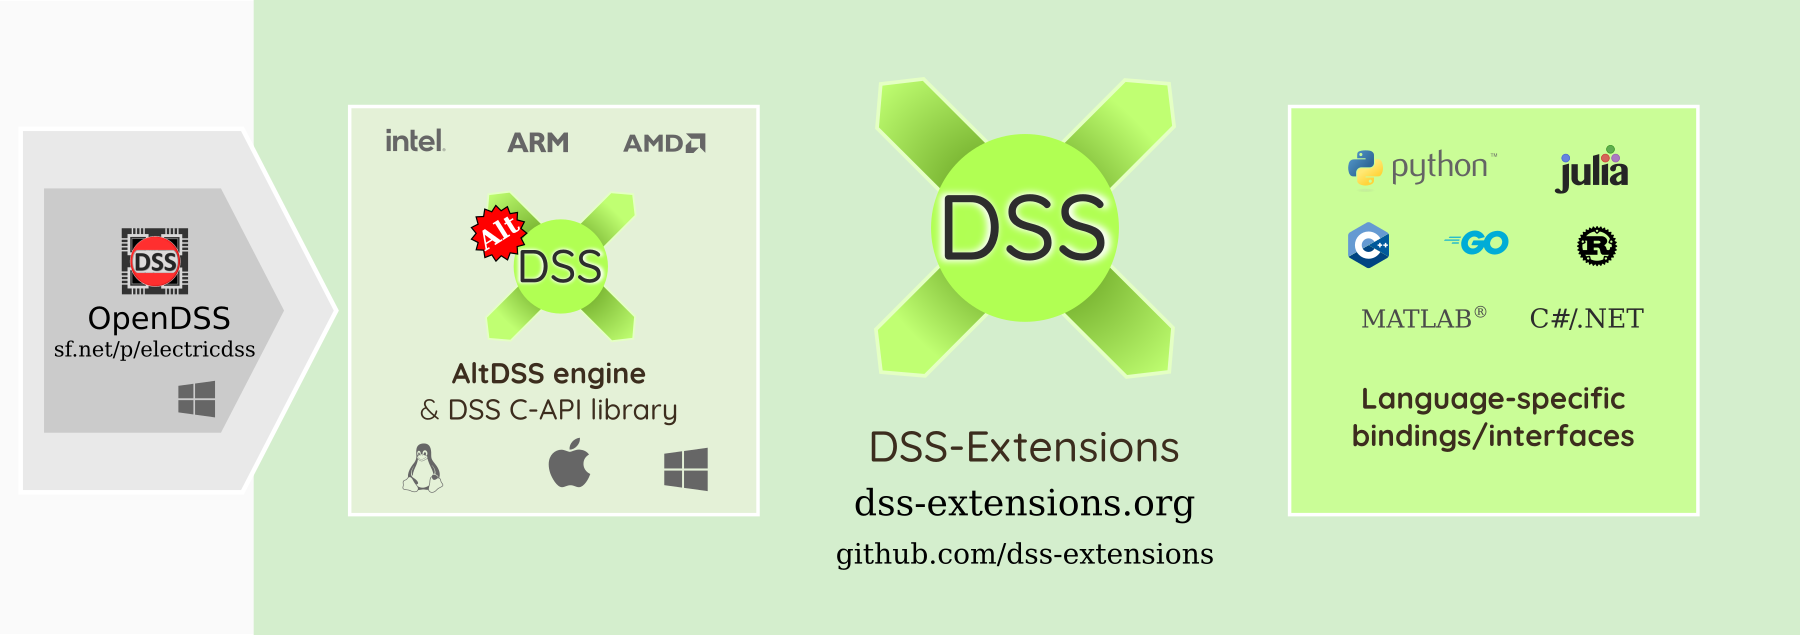 DSS
OpenDSS
sf.net/p/electricdss
intel.
ARM
AMD
Alt
DSS
AltDSS engine
& DSS C-API library
DSS
DSS-Extensions
dss-extensions.org
github.com/dss-extensions
python™
julia
C++
GO
R
MATLAB®
C#/.NET
Language-specific
bindings/interfaces